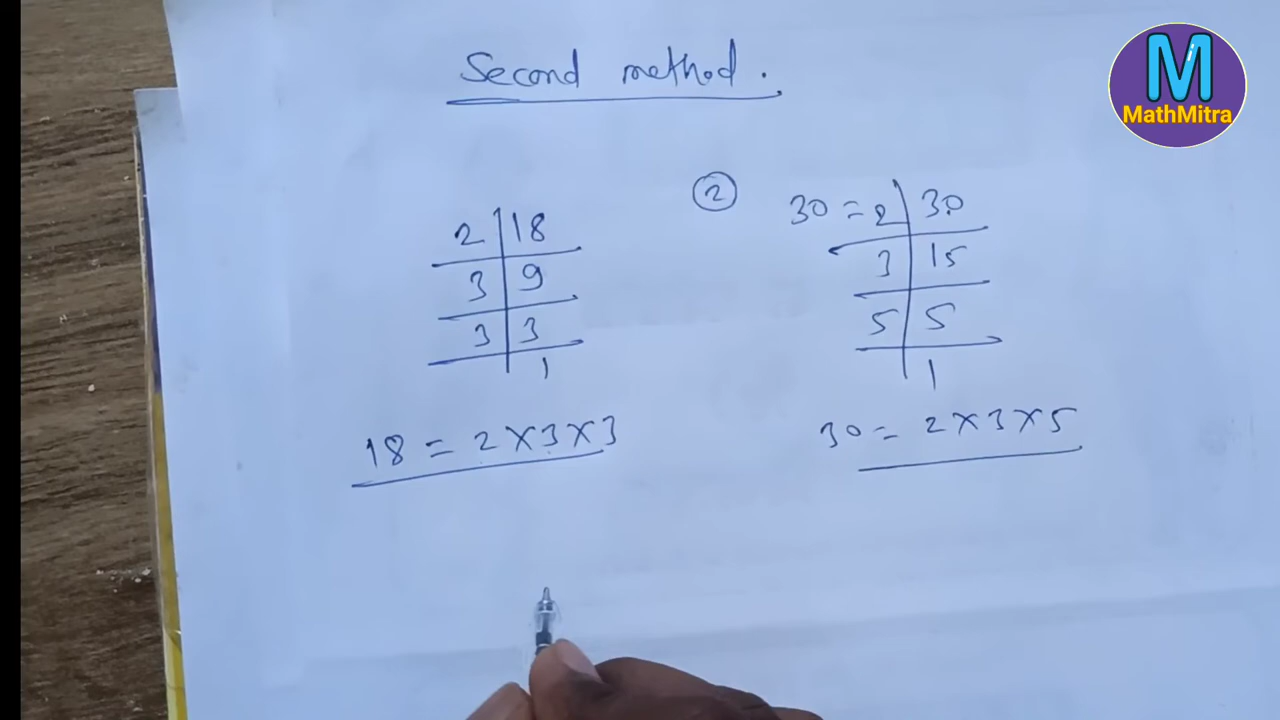 Second method.
M
MathMitra
2 | 18
3 | 9
3 | 3
1
18 = 2 × 3 × 3
②
30 = 2 | 30
3 | 15
5 | 5
1
30 = 2 × 3 × 5